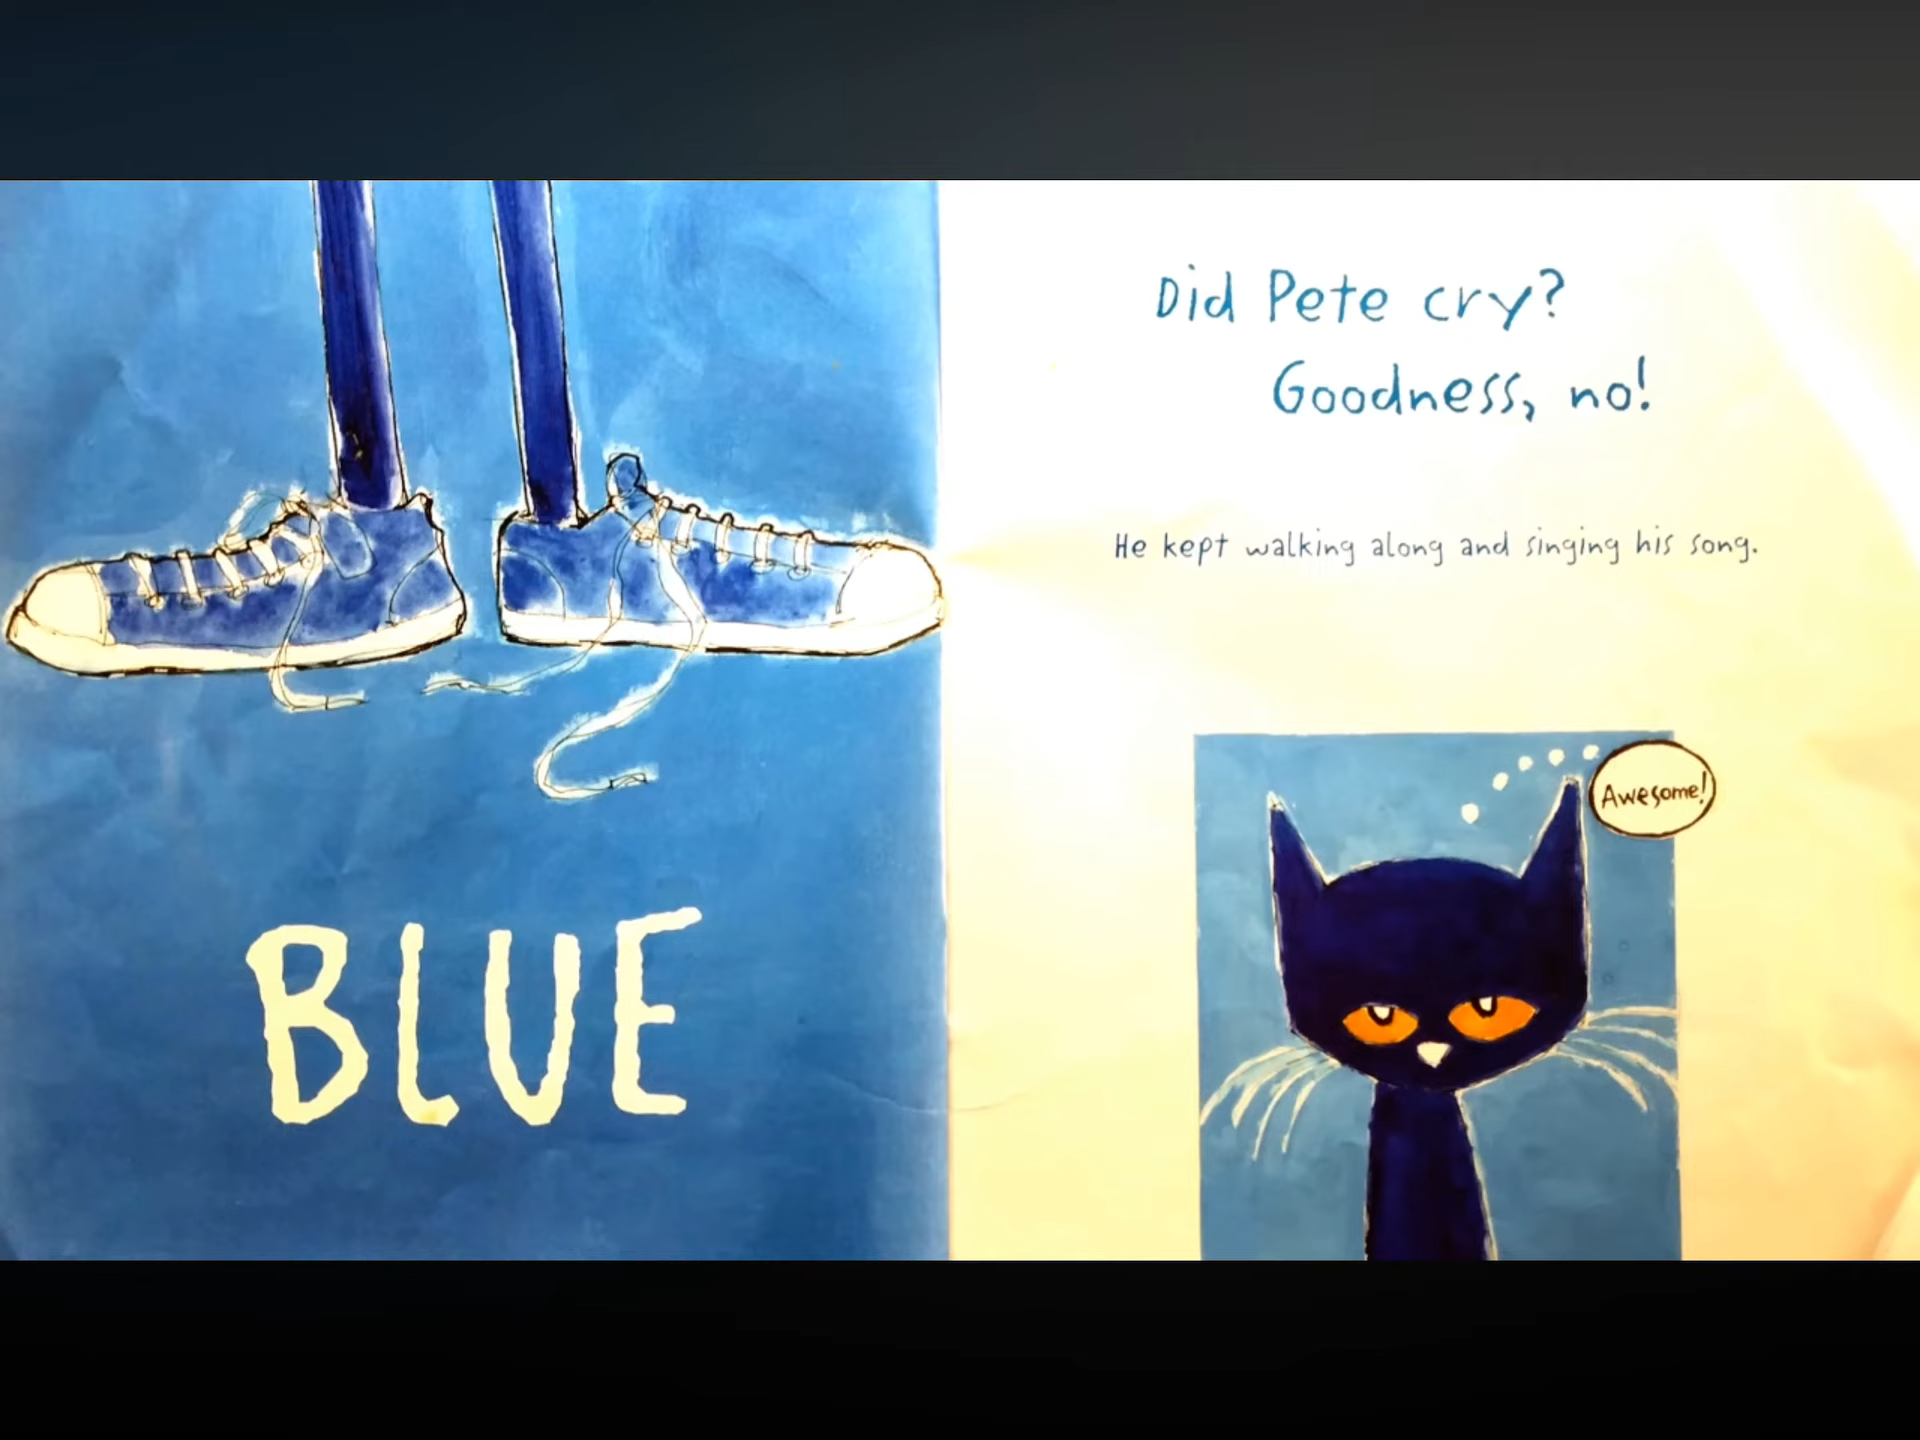 BLUE
Did Pete cry?
Goodness, no!
He kept walking along and singing his song.
Awesome!